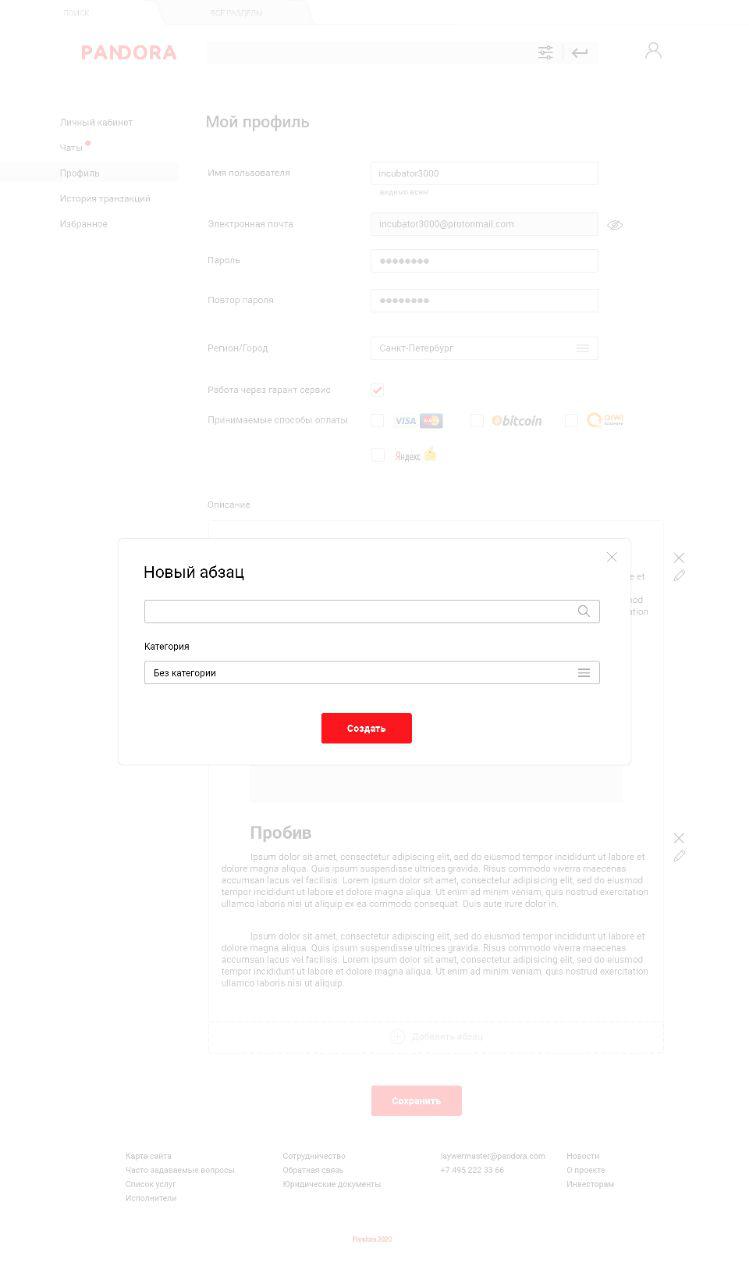 ПОИСК
ВСЕ РАЗДЕЛЫ
PANDORA
Личный кабинет
Чаты
Профиль
История транзакций
Избранное
Мой профиль
Имя пользователя
incubator3000
видимо всем
Электронная почта
incubator3000@protonmail.com
Пароль
Повтор пароля
Регион/Город
Санкт-Петербург
Работа через гарант сервис
Принимаемые способы оплаты
VISA
bitcoin
QIWI
Яндекс
Описание
Новый абзац
Категория
Без категории
Создать
Пробив
Ipsum dolor sit amet, consectetur adipiscing elit, sed do eiusmod tempor incididunt ut labore et
dolore magna aliqua. Quis ipsum suspendisse ultrices gravida. Risus commodo viverra maecenas
accumsan lacus vel facilisis. Lorem ipsum dolor sit amet, consectetur adipisicing elit, sed do eiusmod
tempor incididunt ut labore et dolore magna aliqua. Ut enim ad minim veniam, quis nostrud exercitation
ullamco laboris nisi ut aliquip ex ea commodo consequat. Duis aute irure dolor in.
Ipsum dolor sit amet, consectetur adipiscing elit, sed do eiusmod tempor incididunt ut labore et
dolore magna aliqua. Quis ipsum suspendisse ultrices gravida. Risus commodo viverra maecenas
accumsan lacus vel facilisis. Lorem ipsum dolor sit amet, consectetur adipisicing elit, sed do eiusmod
tempor incididunt ut labore et dolore magna aliqua. Ut enim ad minim veniam, quis nostrud exercitation
ullamco laboris nisi ut aliquip.
Добавить абзац
Сохранить
Карта сайта
Сотрудничество
laywermaster@pandora.com
Новости
Часто задаваемые вопросы
Обратная связь
+7 495 222 33 66
О проекте
Список услуг
Юридические документы
Инвесторам
Исполнители
Pandora 2020